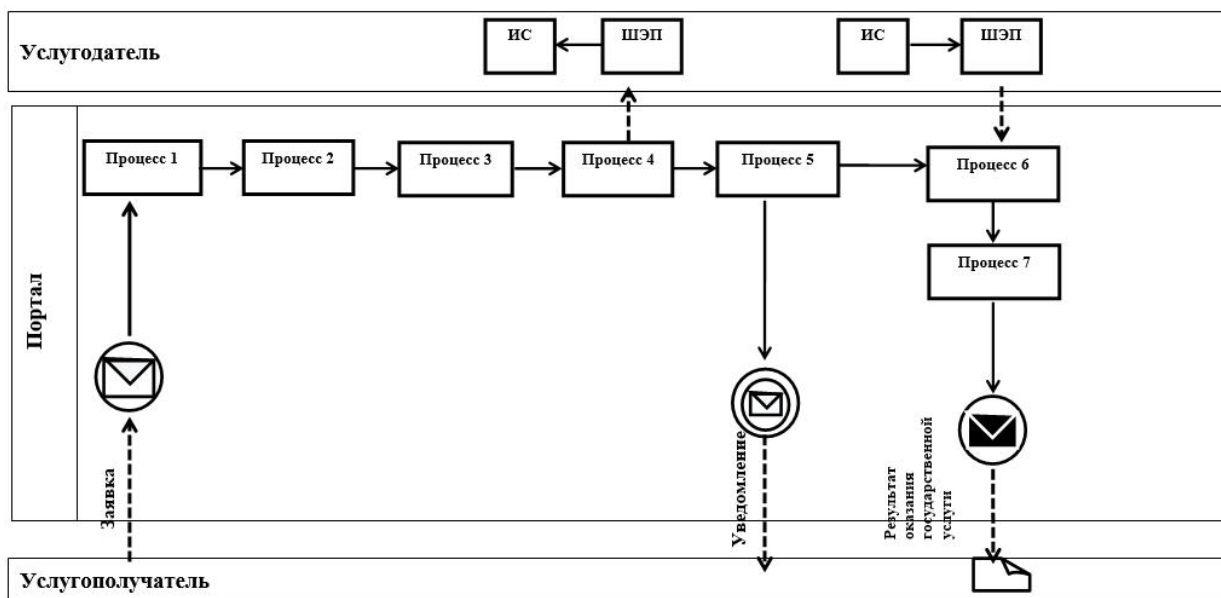 Услугодатель
ИС
ШЭП
ИС
ШЭП
Портал
Процесс 1
Процесс 2
Процесс 3
Процесс 4
Процесс 5
Процесс 6
Процесс 7
Заявка
Уведомление
Результат
оказания
государственной
услуги
Услугополучатель